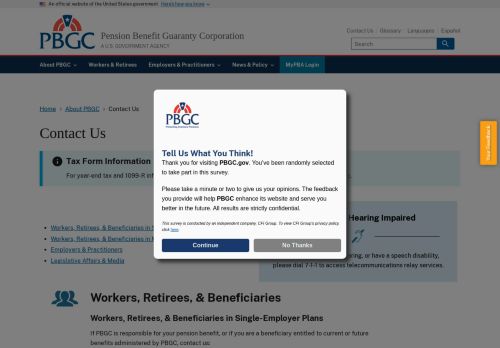 An official website of the United States government Here's how you know
PBGC
Pension Benefit Guaranty Corporation
A U.S. GOVERNMENT AGENCY
Contact Us Glossary Languages Español
Search
About PBGC Workers & Retirees Employers & Practitioners News & Policy MyPBA Login
Home > About PBGC > Contact Us
Contact Us
Tax Form Information
For year-end tax and 1099-R inf
PBGC
Protecting America's Pensions
Tell Us What You Think!
Thank you for visiting PBGC.gov. You've been randomly selected
to take part in this survey.
Please take a minute or two to give us your opinions. The feedback
you provide will help PBGC enhance its website and serve you
better in the future. All results are strictly confidential.
This survey is conducted by an independent company, CFI Group. To view CFI Group's privacy policy
click here
Continue
No Thanks
Your Feedback
Workers, Retirees, & Beneficiaries in
Workers, Retirees, & Beneficiaries in
Employers & Practitioners
Legislative Affairs & Media
Hearing Impaired
ring, or have a speech disability,
please dial 7-1-1 to access telecommunications relay services.
Workers, Retirees, & Beneficiaries
Workers, Retirees, & Beneficiaries in Single-Employer Plans
If PBGC is responsible for your pension benefit, or if you are a beneficiary entitled to current or future
benefits administered by PBGC, contact us: